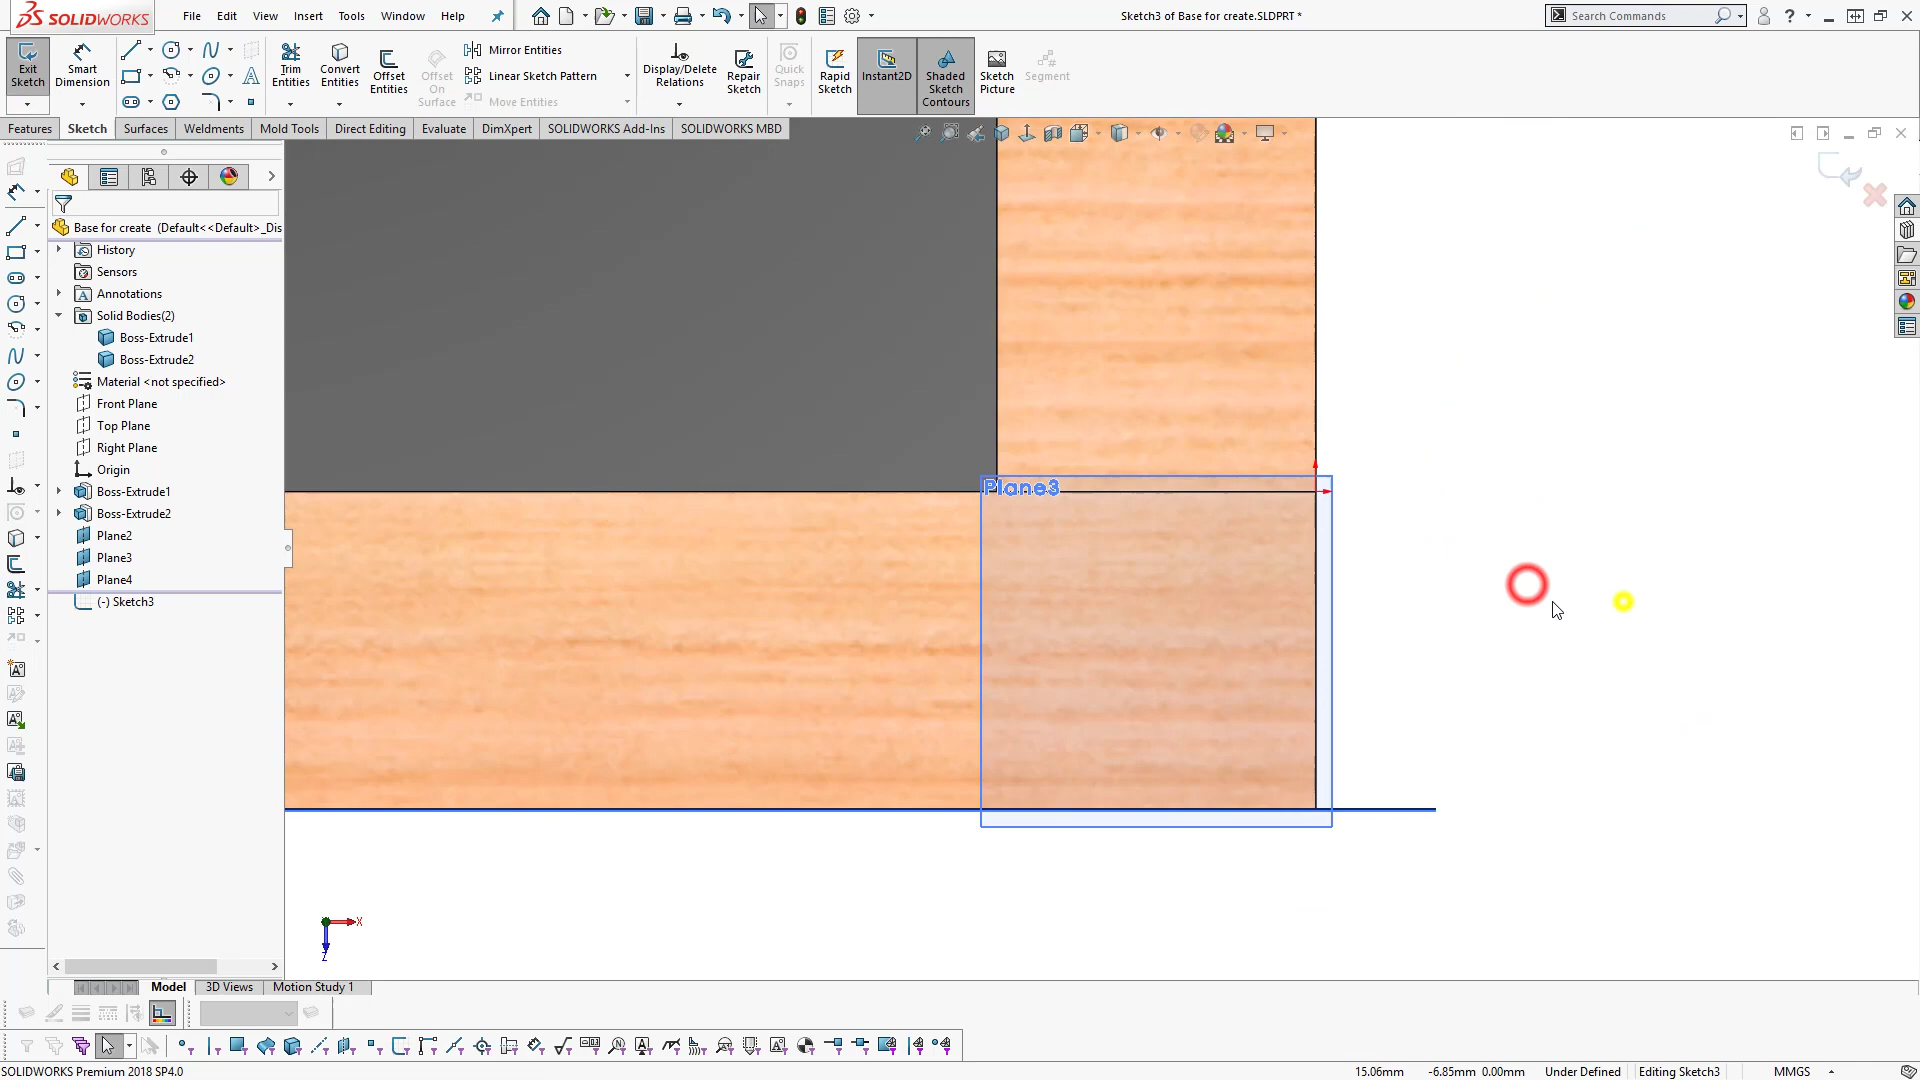 SOLIDWORKS
File
Edit
View
Insert
Tools
Window
Help
Sketch3 of Base for create.SLDPRT *
Search Commands
Exit Sketch
Smart Dimension
Trim Entities
Convert Entities
Offset Entities
Offset On Surface
Mirror Entities
Linear Sketch Pattern
Move Entities
Display/Delete Relations
Repair Sketch
Quick Snaps
Rapid Sketch
Instant2D
Shaded Sketch Contours
Sketch Picture
Segment
Features
Sketch
Surfaces
Weldments
Mold Tools
Direct Editing
Evaluate
DimXpert
SOLIDWORKS Add-Ins
SOLIDWORKS MBD
Base for create (Default<<Default>_Dis
History
Sensors
Annotations
Solid Bodies(2)
Boss-Extrude1
Boss-Extrude2
Material <not specified>
Front Plane
Top Plane
Right Plane
Origin
Boss-Extrude1
Boss-Extrude2
Plane2
Plane3
Plane4
(-) Sketch3
Plane3
X
Z
Model
3D Views
Motion Study 1
SOLIDWORKS Premium 2018 SP4.0
15.06mm
-6.85mm
0.00mm
Under Defined
Editing Sketch3
MMGS